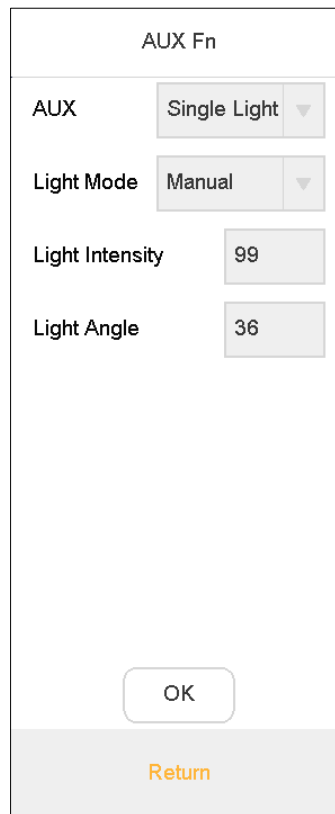 AUX Fn
AUX Single Light
Light Mode Manual
Light Intensity 99
Light Angle 36
OK
Return